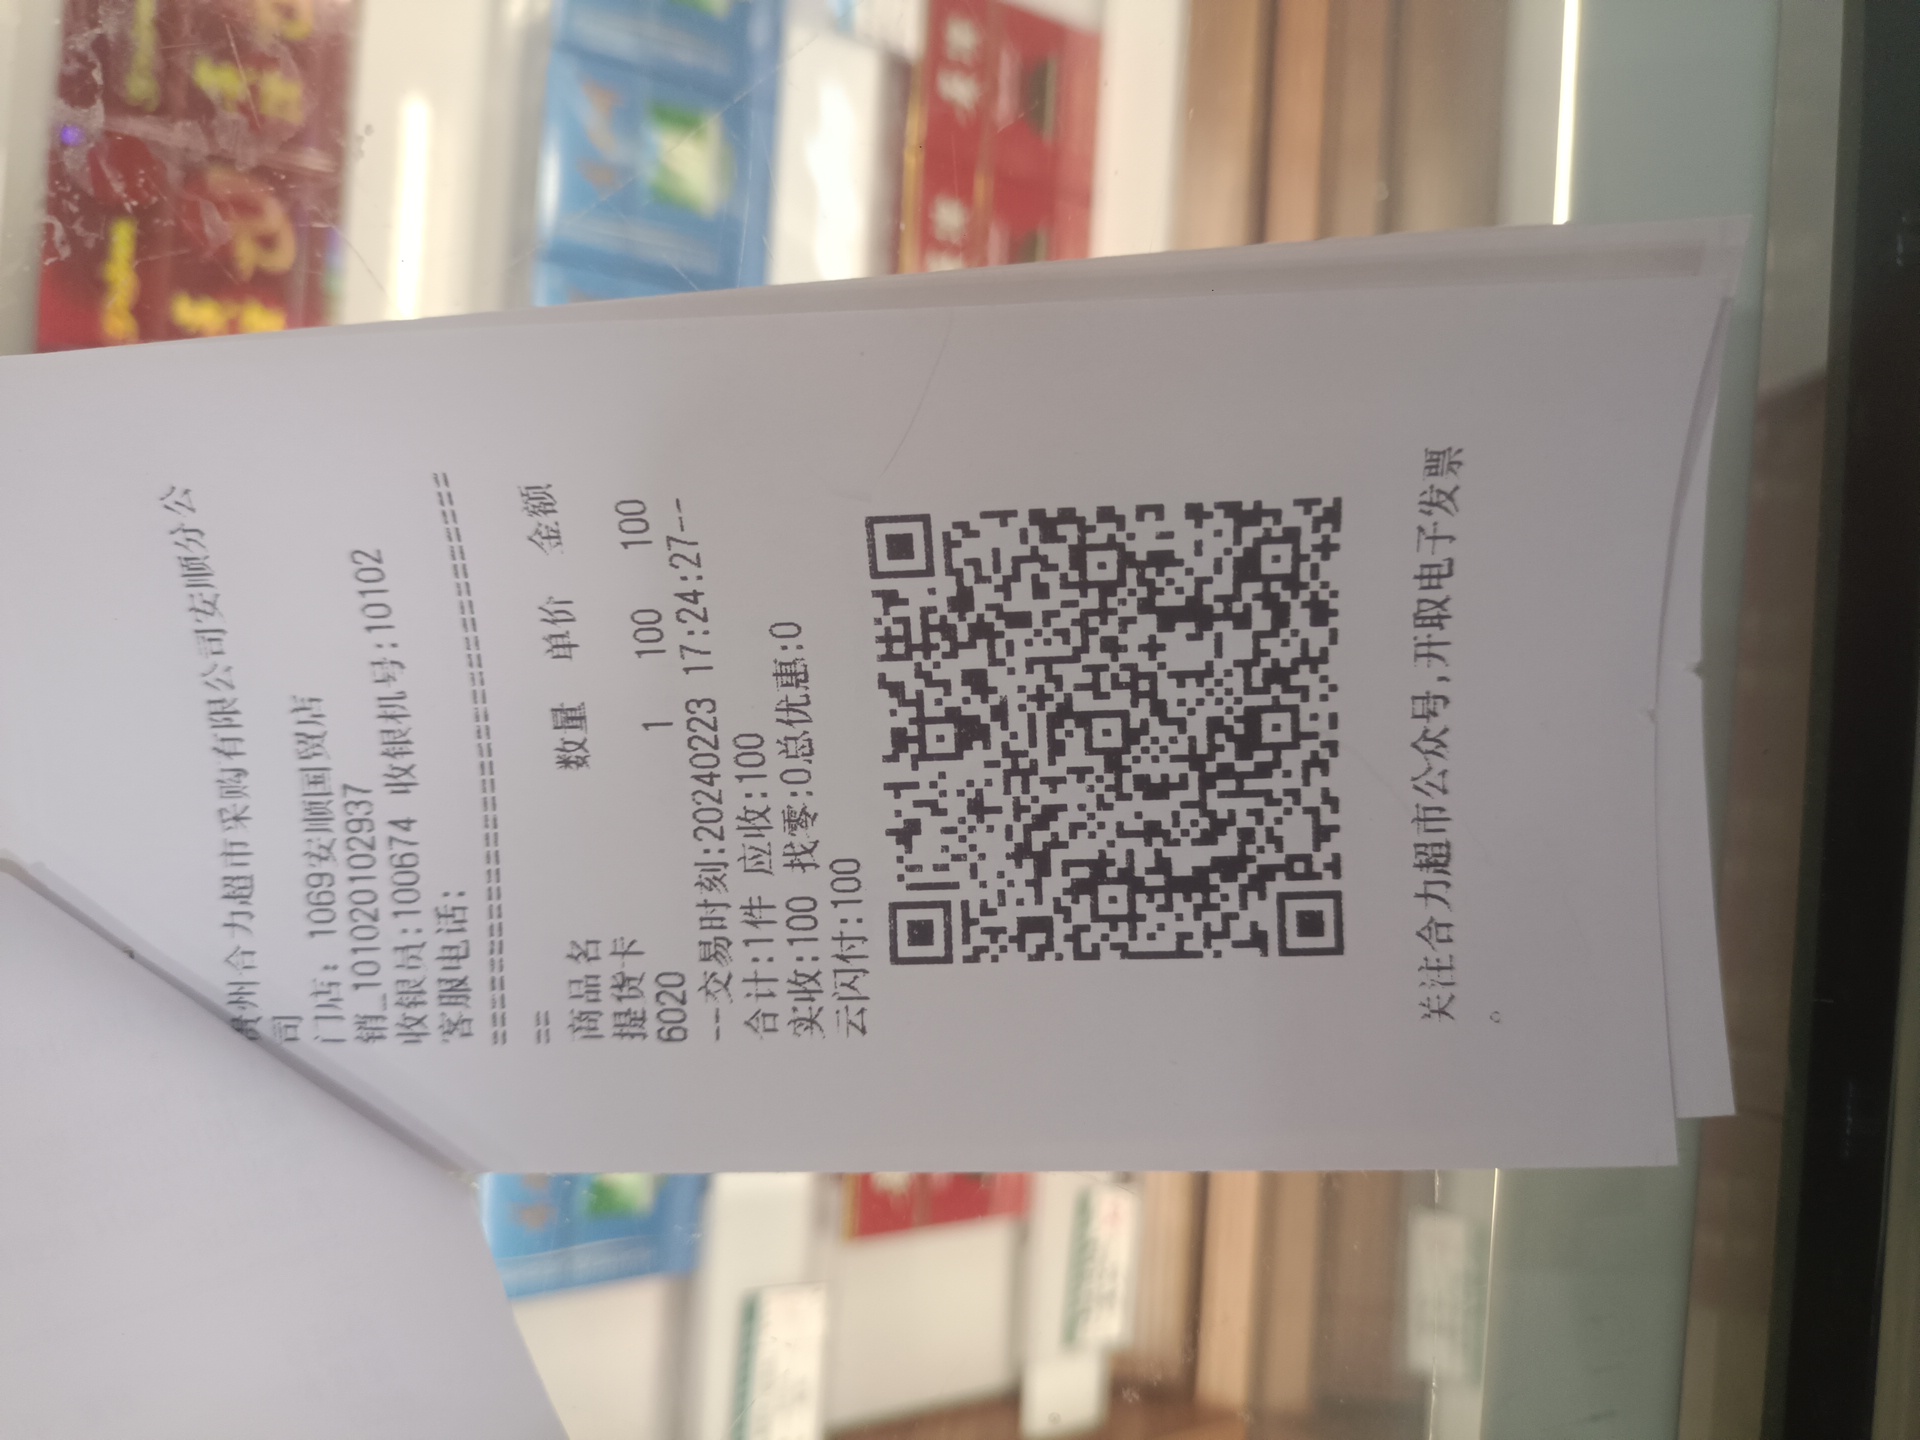 贵州合力超市采购有限公司安顺分公
司
门店: 1069安顺国贸店
销_101020102937
收银员:100674 收银机号:10102
客服电话:
==========================================
==
商品名 数量 单价 金额
提货卡
6020 1 100 100
--交易时刻:20240223 17:24:27--
合计:1件 应收:100
实收:100 找零:0总优惠:0
云闪付:100
关注合力超市公众号,开取电子发票
。